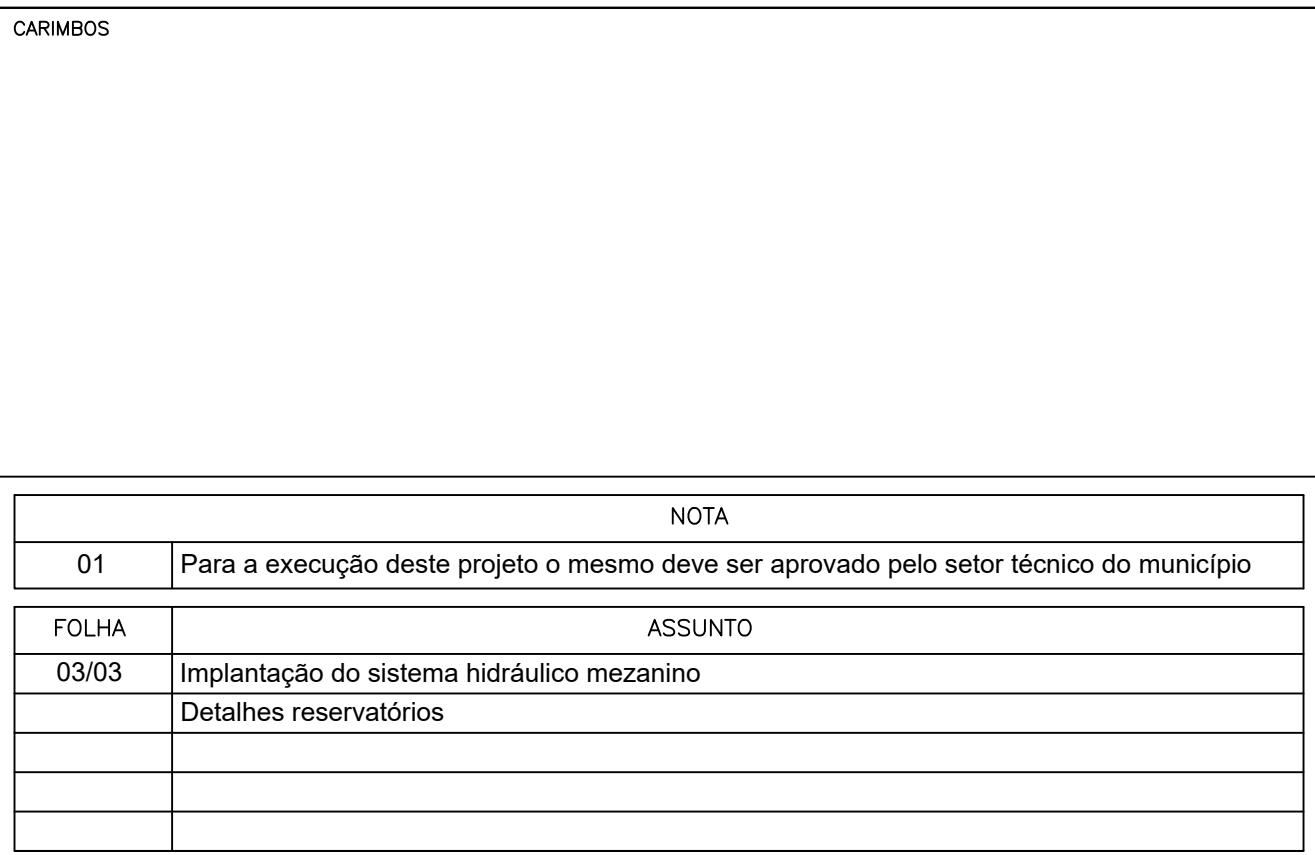 CARIMBOS
NOTA
01 Para a execução deste projeto o mesmo deve ser aprovado pelo setor técnico do município
FOLHA ASSUNTO
03/03 Implantação do sistema hidráulico mezanino
Detalhes reservatórios